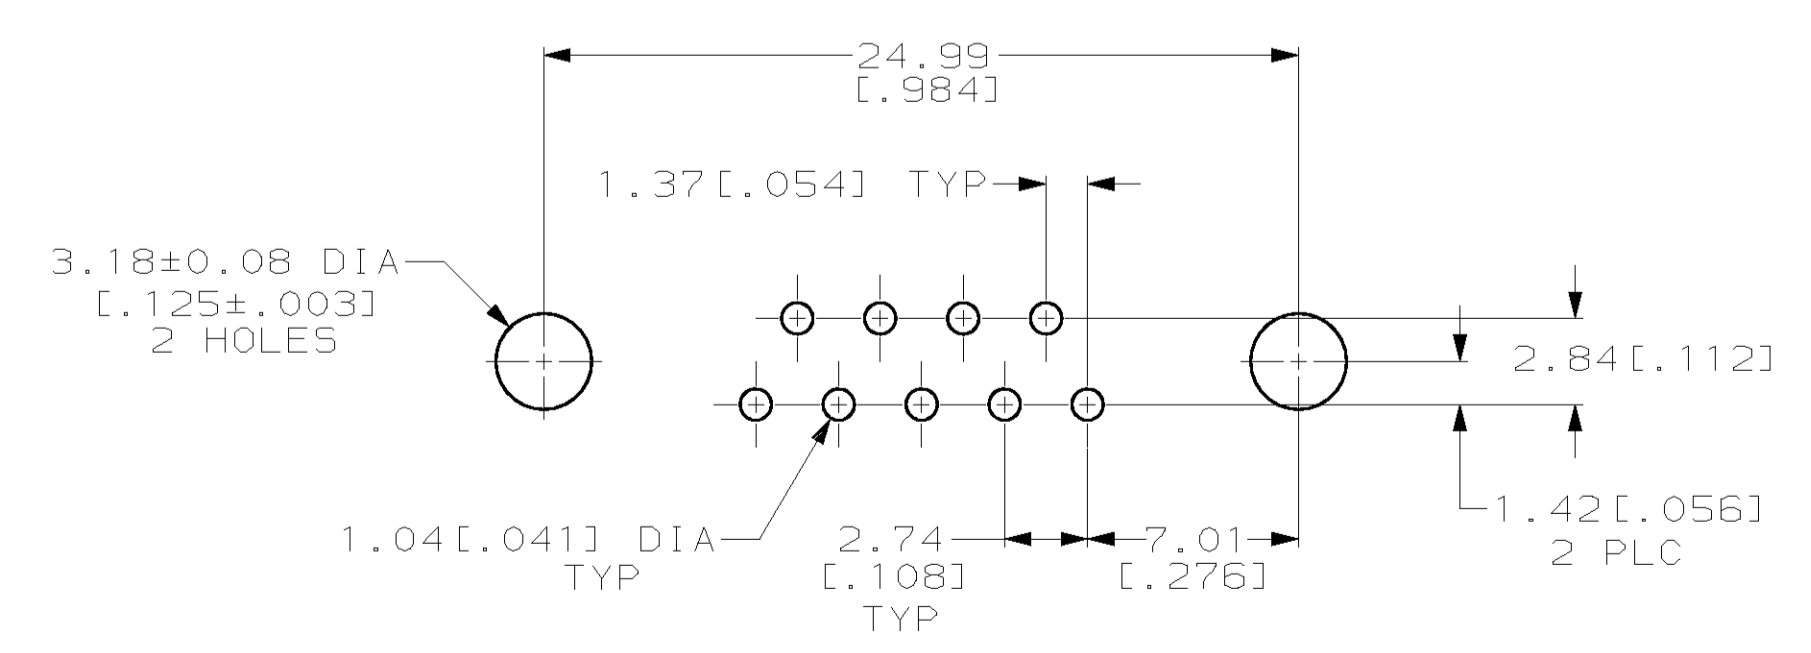 24.99
[.984]
1.37[.054] TYP
3.18±0.08 DIA
[.125±.003]
2 HOLES
2.84[.112]
1.42[.056]
2 PLC
1.04[.041] DIA
TYP
2.74
[.108]
TYP
7.01
[.276]